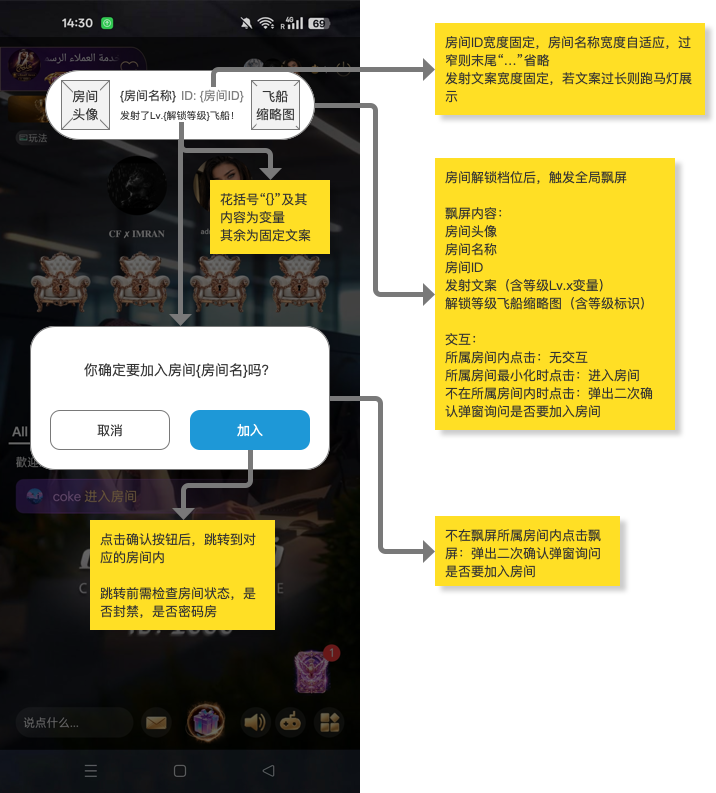 14:30
4G
R
69
خدمة العملاء الرسم
房间
头像
{房间名称} ID: {房间ID}
发射了Lv.{解锁等级}飞船！
飞船
缩略图
玩法
CF ✗ IMRAN
花括号“{}”及其
内容为变量
其余为固定文案
你确定要加入房间{房间名}吗?
取消
加入
All
歡迎
coke 进入房间
点击确认按钮后，跳转到对
应的房间内
跳转前需检查房间状态，是
否封禁，是否密码房
1
说点什么...
房间ID宽度固定，房间名称宽度自适应，过
窄则末尾“...”省略
发射文案宽度固定，若文案过长则跑马灯展
示
房间解锁档位后，触发全局飘屏
飘屏内容：
房间头像
房间名称
房间ID
发射文案（含等级Lv.x变量）
解锁等级飞船缩略图（含等级标识）
交互：
所属房间内点击：无交互
所属房间最小化时点击：进入房间
不在所属房间内时点击：弹出二次确
认弹窗询问是否要加入房间
不在飘屏所属房间内点击飘
屏：弹出二次确认弹窗询问
是否要加入房间